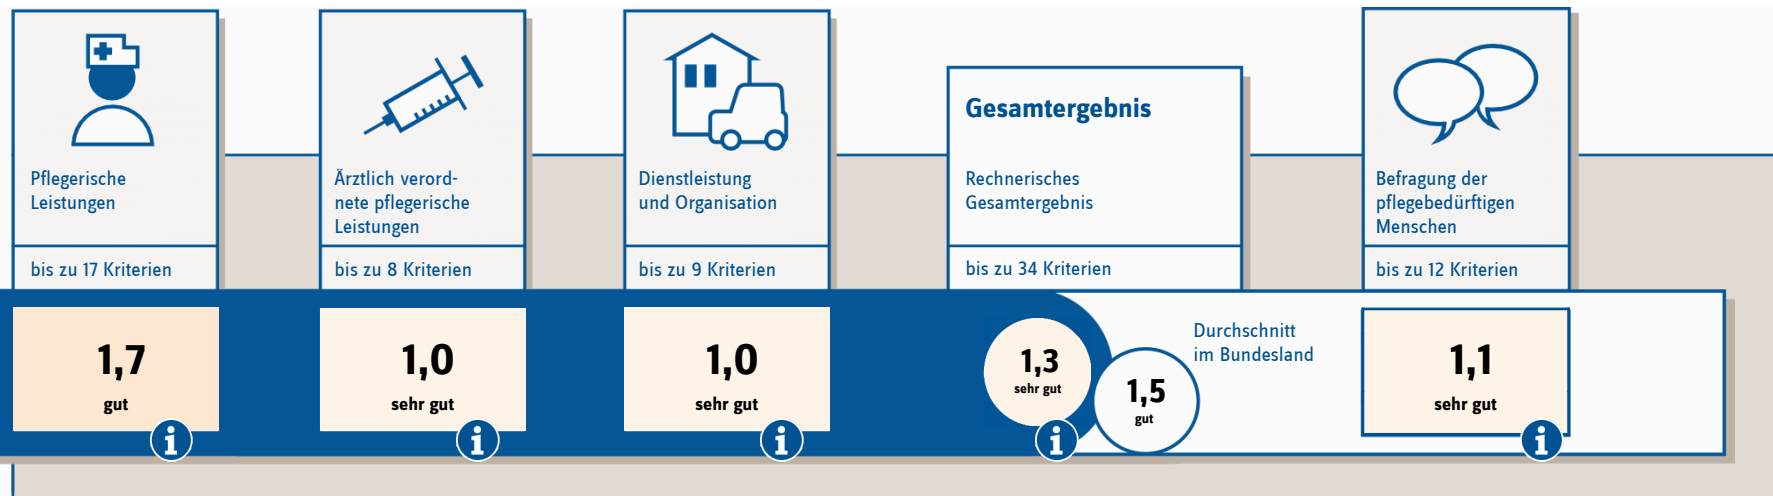 Pflegerische
Leistungen
bis zu 17 Kriterien
1,7
gut
Ärztlich verord-
nete pflegerische
Leistungen
bis zu 8 Kriterien
1,0
sehr gut
Dienstleistung
und Organisation
bis zu 9 Kriterien
1,0
sehr gut
Gesamtergebnis
Rechnerisches
Gesamtergebnis
bis zu 34 Kriterien
1,3
sehr gut
1,5
gut
Durchschnitt
im Bundesland
Befragung der
pflegebedürftigen
Menschen
bis zu 12 Kriterien
1,1
sehr gut